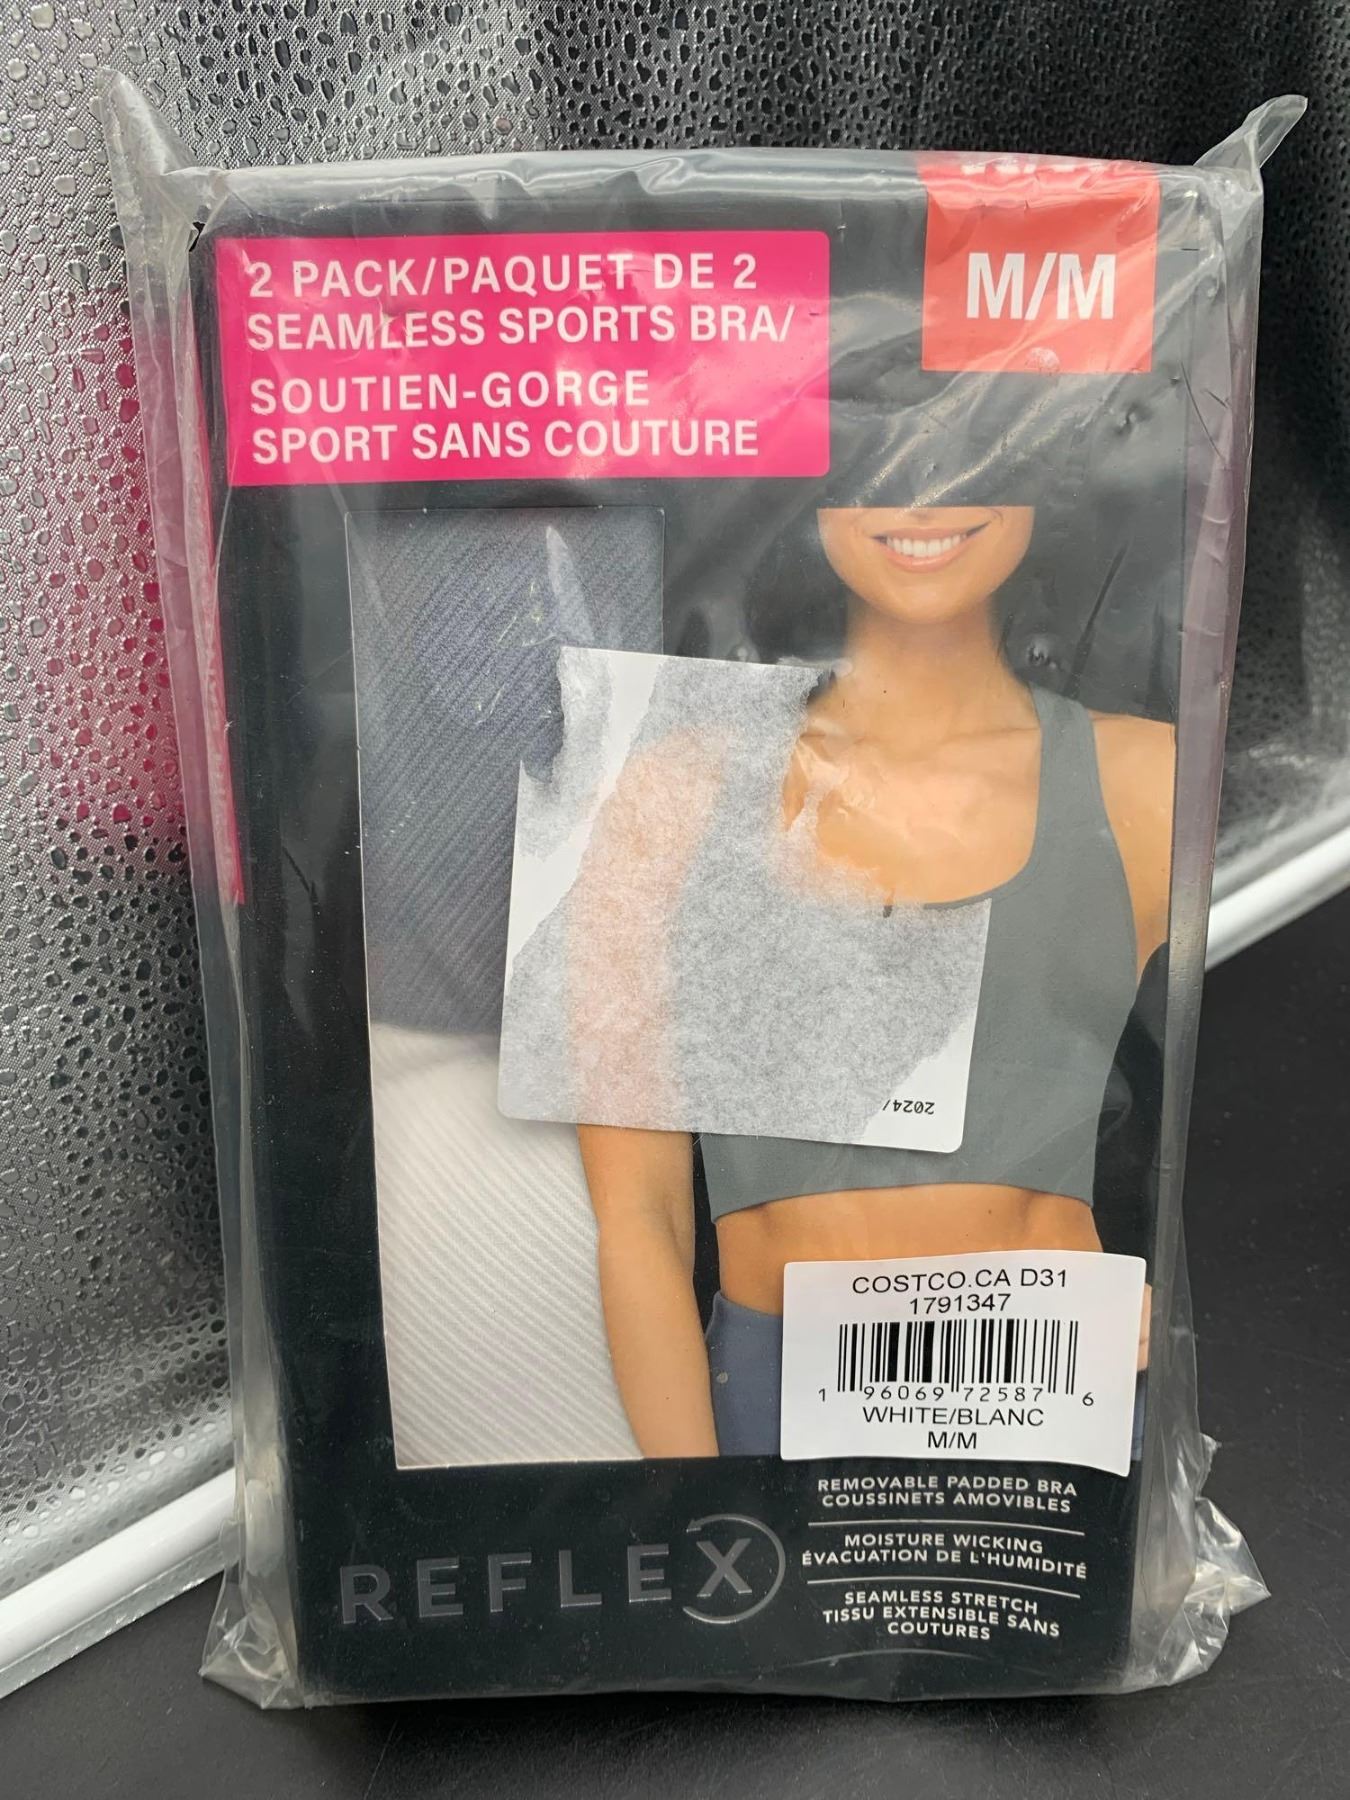 M/M
2 PACK/PAQUET DE 2
SEAMLESS SPORTS BRA/
SOUTIEN-GORGE
SPORT SANS COUTURE
2024/
COSTCO.CA D31
1791347
1 96069 72587 6
WHITE/BLANC
M/M
REMOVABLE PADDED BRA
COUSSINETS AMOVIBLES
MOISTURE WICKING
ÉVACUATION DE L'HUMIDITÉ
SEAMLESS STRETCH
TISSU EXTENSIBLE SANS
COUTURES
REFLEX